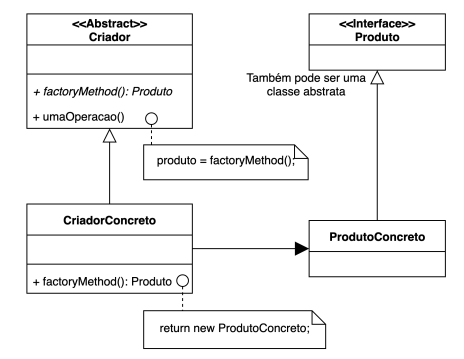 <<Abstract>>
Criador
+ factoryMethod(): Produto
+ umaOperacao()
produto = factoryMethod();
<<Interface>>
Produto
Também pode ser uma
classe abstrata
CriadorConcreto
+ factoryMethod(): Produto
return new ProdutoConcreto;
ProdutoConcreto